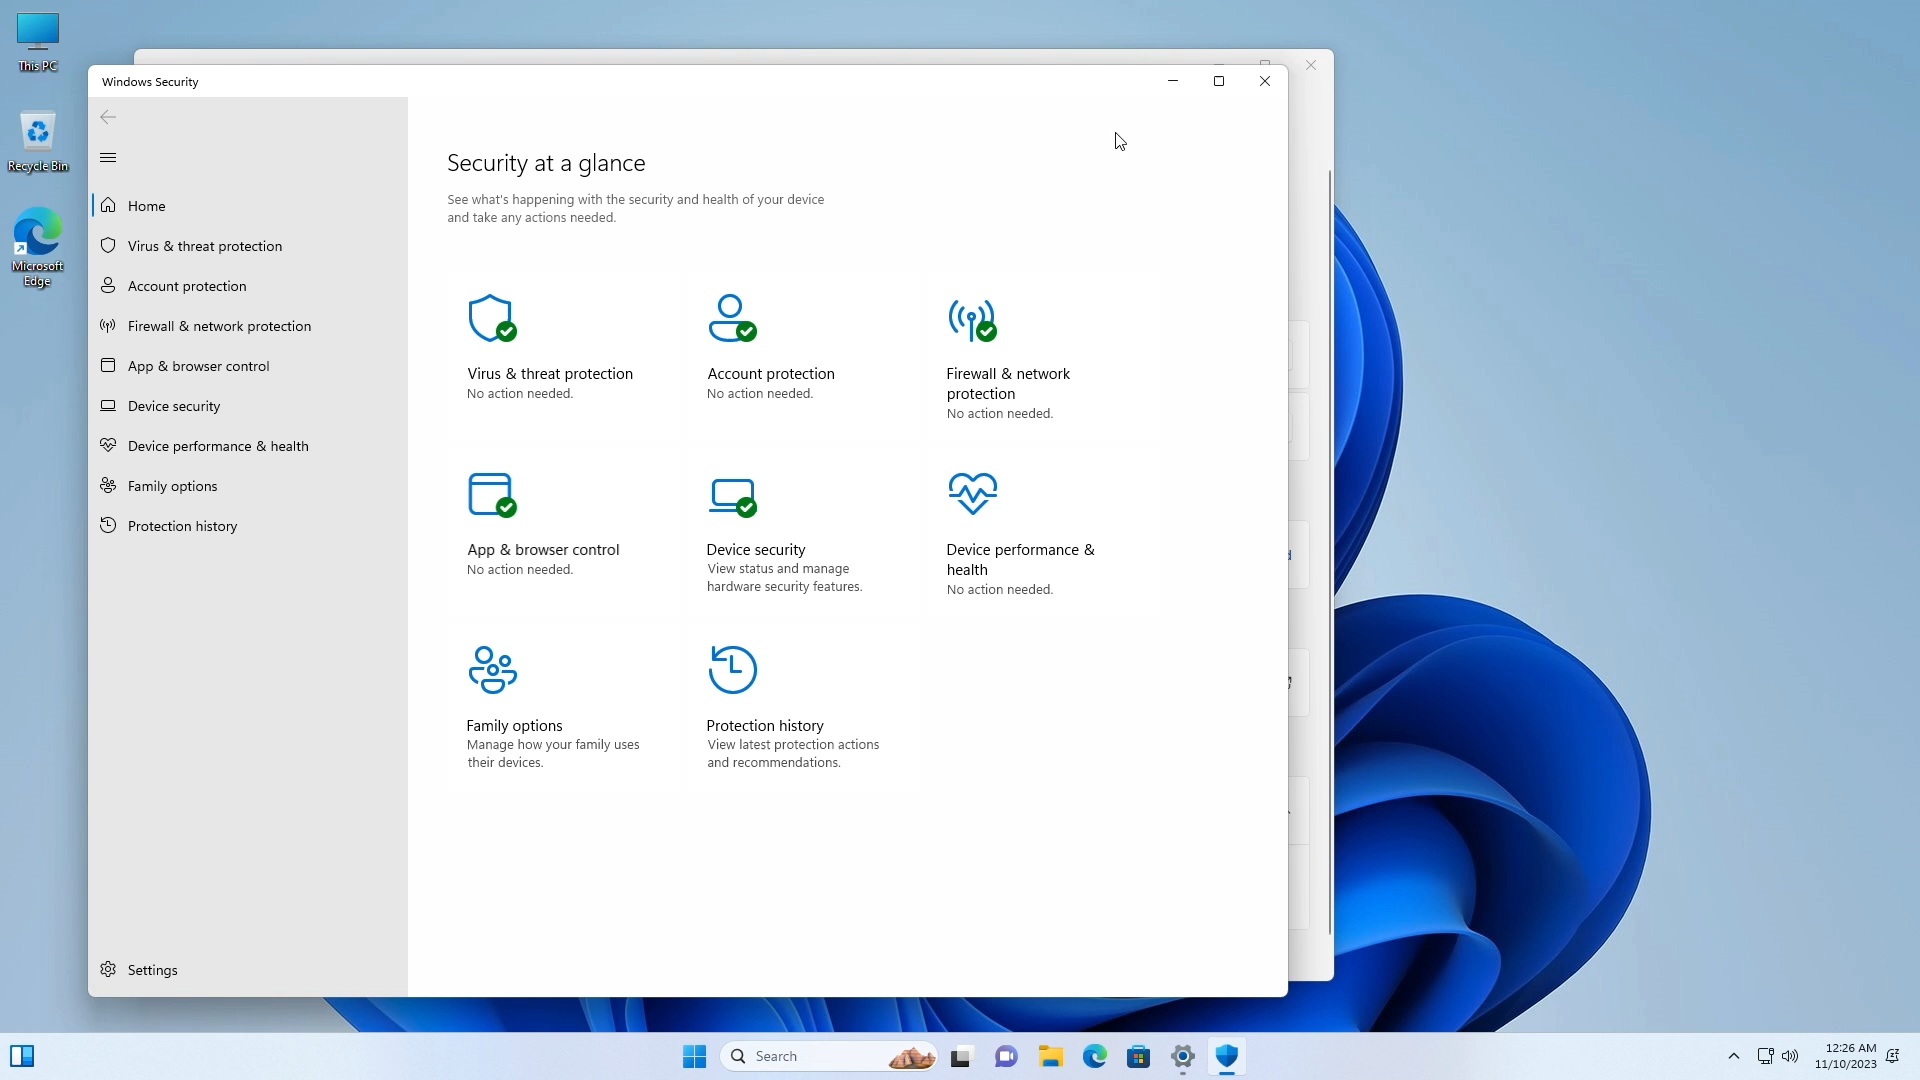 This PC
Recycle Bin
Microsoft
Edge
Windows Security
Home
Virus & threat protection
Account protection
Firewall & network protection
App & browser control
Device security
Device performance & health
Family options
Protection history
Settings
Security at a glance
See what's happening with the security and health of your device
and take any actions needed.
Virus & threat protection
No action needed.
Account protection
No action needed.
Firewall & network
protection
No action needed.
App & browser control
No action needed.
Device security
View status and manage
hardware security features.
Device performance &
health
No action needed.
Family options
Manage how your family uses
their devices.
Protection history
View latest protection actions
and recommendations.
Search
12:26 AM
11/10/2023